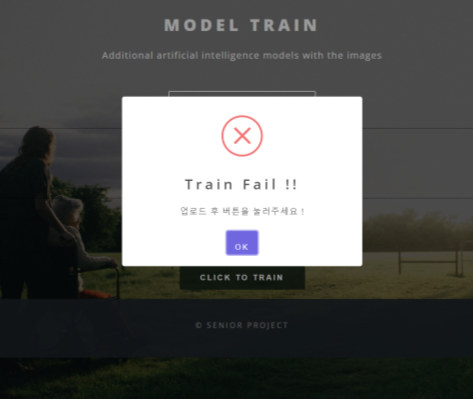 MODEL TRAIN
Additional artificial intelligence models with the images
Train Fail !!
업로드 후 버튼을 눌러주세요 !
OK
CLICK TO TRAIN
© SENIOR PROJECT